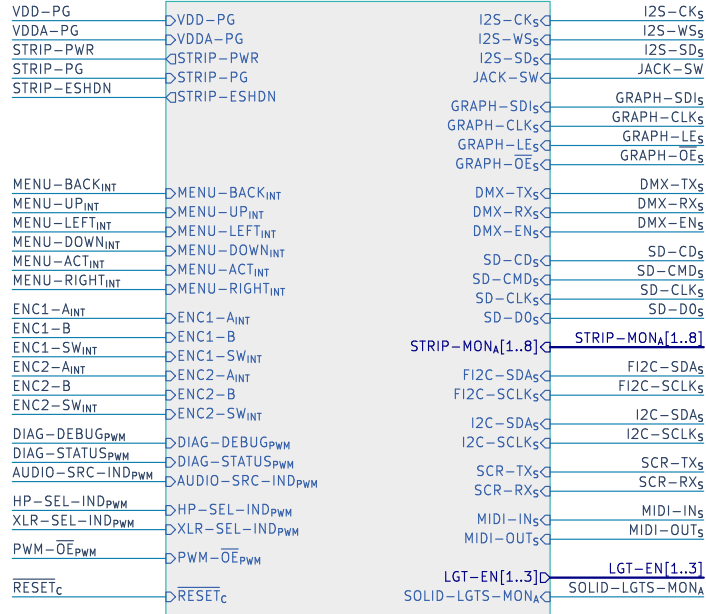 VDD-PG
VDDA-PG
STRIP-PWR
STRIP-PG
STRIP-ESHDN
MENU-BACKINT
MENU-UPINT
MENU-LEFTINT
MENU-DOWNINT
MENU-ACTINT
MENU-RIGHTINT
ENC1-AINT
ENC1-B
ENC1-SWINT
ENC2-AINT
ENC2-B
ENC2-SWINT
DIAG-DEBUGPWM
DIAG-STATUSPWM
AUDIO-SRC-INDPWM
HP-SEL-INDPWM
XLR-SEL-INDPWM
PWM-OEPWM
RESETC
VDD-PG
VDDA-PG
STRIP-PWR
STRIP-PG
STRIP-ESHDN
MENU-BACKINT
MENU-UPINT
MENU-LEFTINT
MENU-DOWNINT
MENU-ACTINT
MENU-RIGHTINT
ENC1-AINT
ENC1-B
ENC1-SWINT
ENC2-AINT
ENC2-B
ENC2-SWINT
DIAG-DEBUGPWM
DIAG-STATUSPWM
AUDIO-SRC-INDPWM
HP-SEL-INDPWM
XLR-SEL-INDPWM
PWM-OEPWM
RESETC
I2S-CKS
I2S-WSS
I2S-SDS
JACK-SW
GRAPH-SDIS
GRAPH-CLKS
GRAPH-LES
GRAPH-OES
DMX-TXS
DMX-RXS
DMX-ENS
SD-CDS
SD-CMDS
SD-CLKS
SD-D0S
STRIP-MONA[1..8]
FI2C-SDAS
FI2C-SCLKS
I2C-SDAS
I2C-SCLKS
SCR-TXS
SCR-RXS
MIDI-INS
MIDI-OUTS
LGT-EN[1..3]
SOLID-LGTS-MONA
I2S-CKS
I2S-WSS
I2S-SDS
JACK-SW
GRAPH-SDIS
GRAPH-CLKS
GRAPH-LES
GRAPH-OES
DMX-TXS
DMX-RXS
DMX-ENS
SD-CDS
SD-CMDS
SD-CLKS
SD-D0S
STRIP-MONA[1..8]
FI2C-SDAS
FI2C-SCLKS
I2C-SDAS
I2C-SCLKS
SCR-TXS
SCR-RXS
MIDI-INS
MIDI-OUTS
LGT-EN[1..3]
SOLID-LGTS-MONA